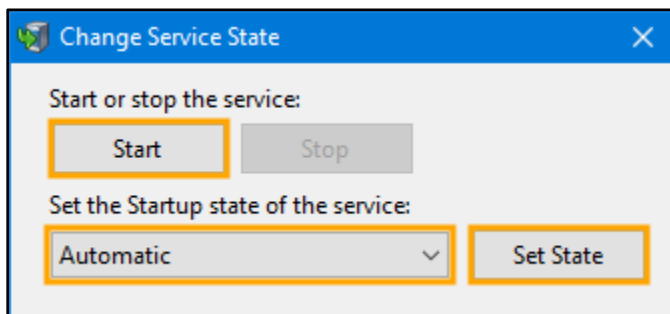 Change Service State
Start or stop the service:
Start Stop
Set the Startup state of the service:
Automatic Set State